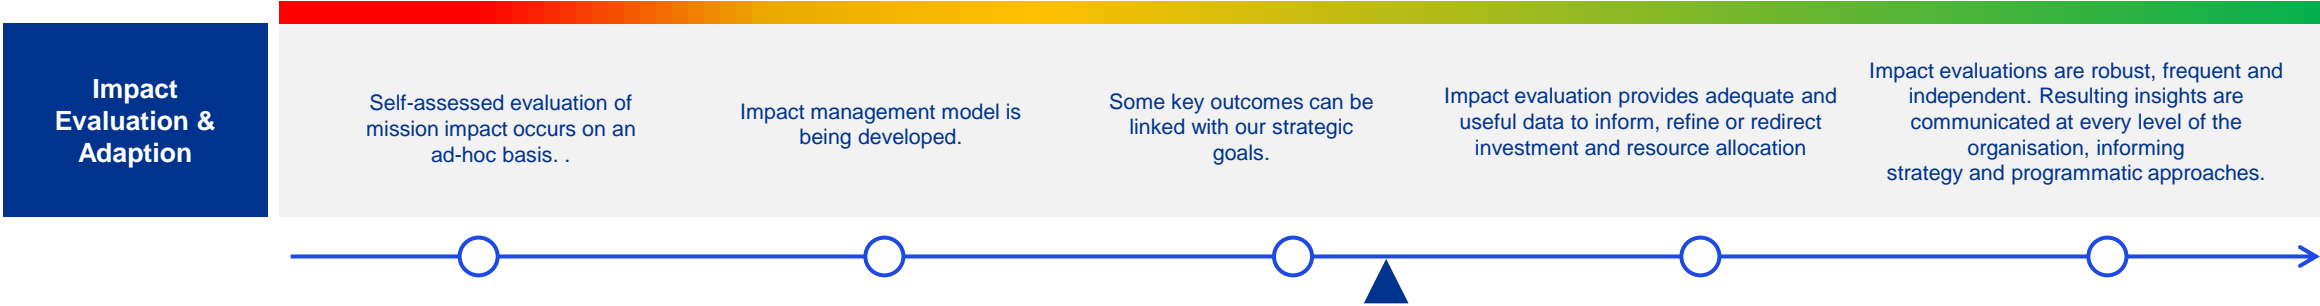 Impact
Evaluation &
Adaption
Self-assessed evaluation of
mission impact occurs on an
ad-hoc basis. .
Impact management model is
being developed.
Some key outcomes can be
linked with our strategic
goals.
Impact evaluation provides adequate and
useful data to inform, refine or redirect
investment and resource allocation
Impact evaluations are robust, frequent and
independent. Resulting insights are
communicated at every level of the
organisation, informing
strategy and programmatic approaches.